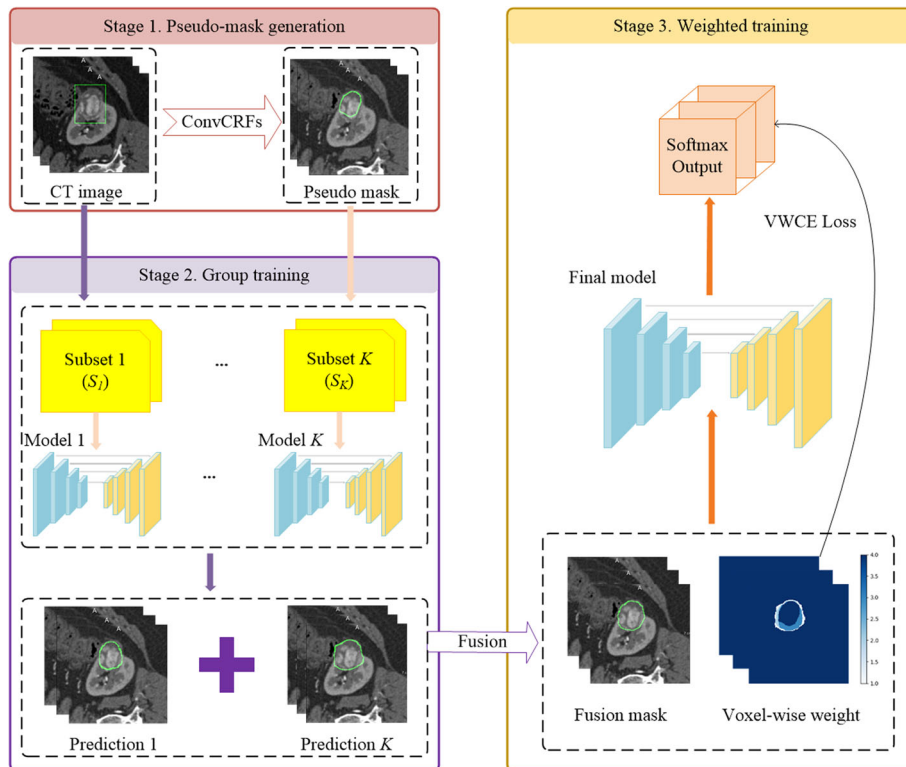 Stage 1. Pseudo-mask generation
ConvCRFs
CT image
Pseudo mask
Stage 2. Group training
Subset 1
(S1)
...
Subset K
(SK)
Model 1
Model K
...
Prediction 1
Prediction K
Fusion
Stage 3. Weighted training
Softmax
Output
VWCE Loss
Final model
Fusion mask
Voxel-wise weight
4.0
3.5
3.0
2.5
2.0
1.5
1.0